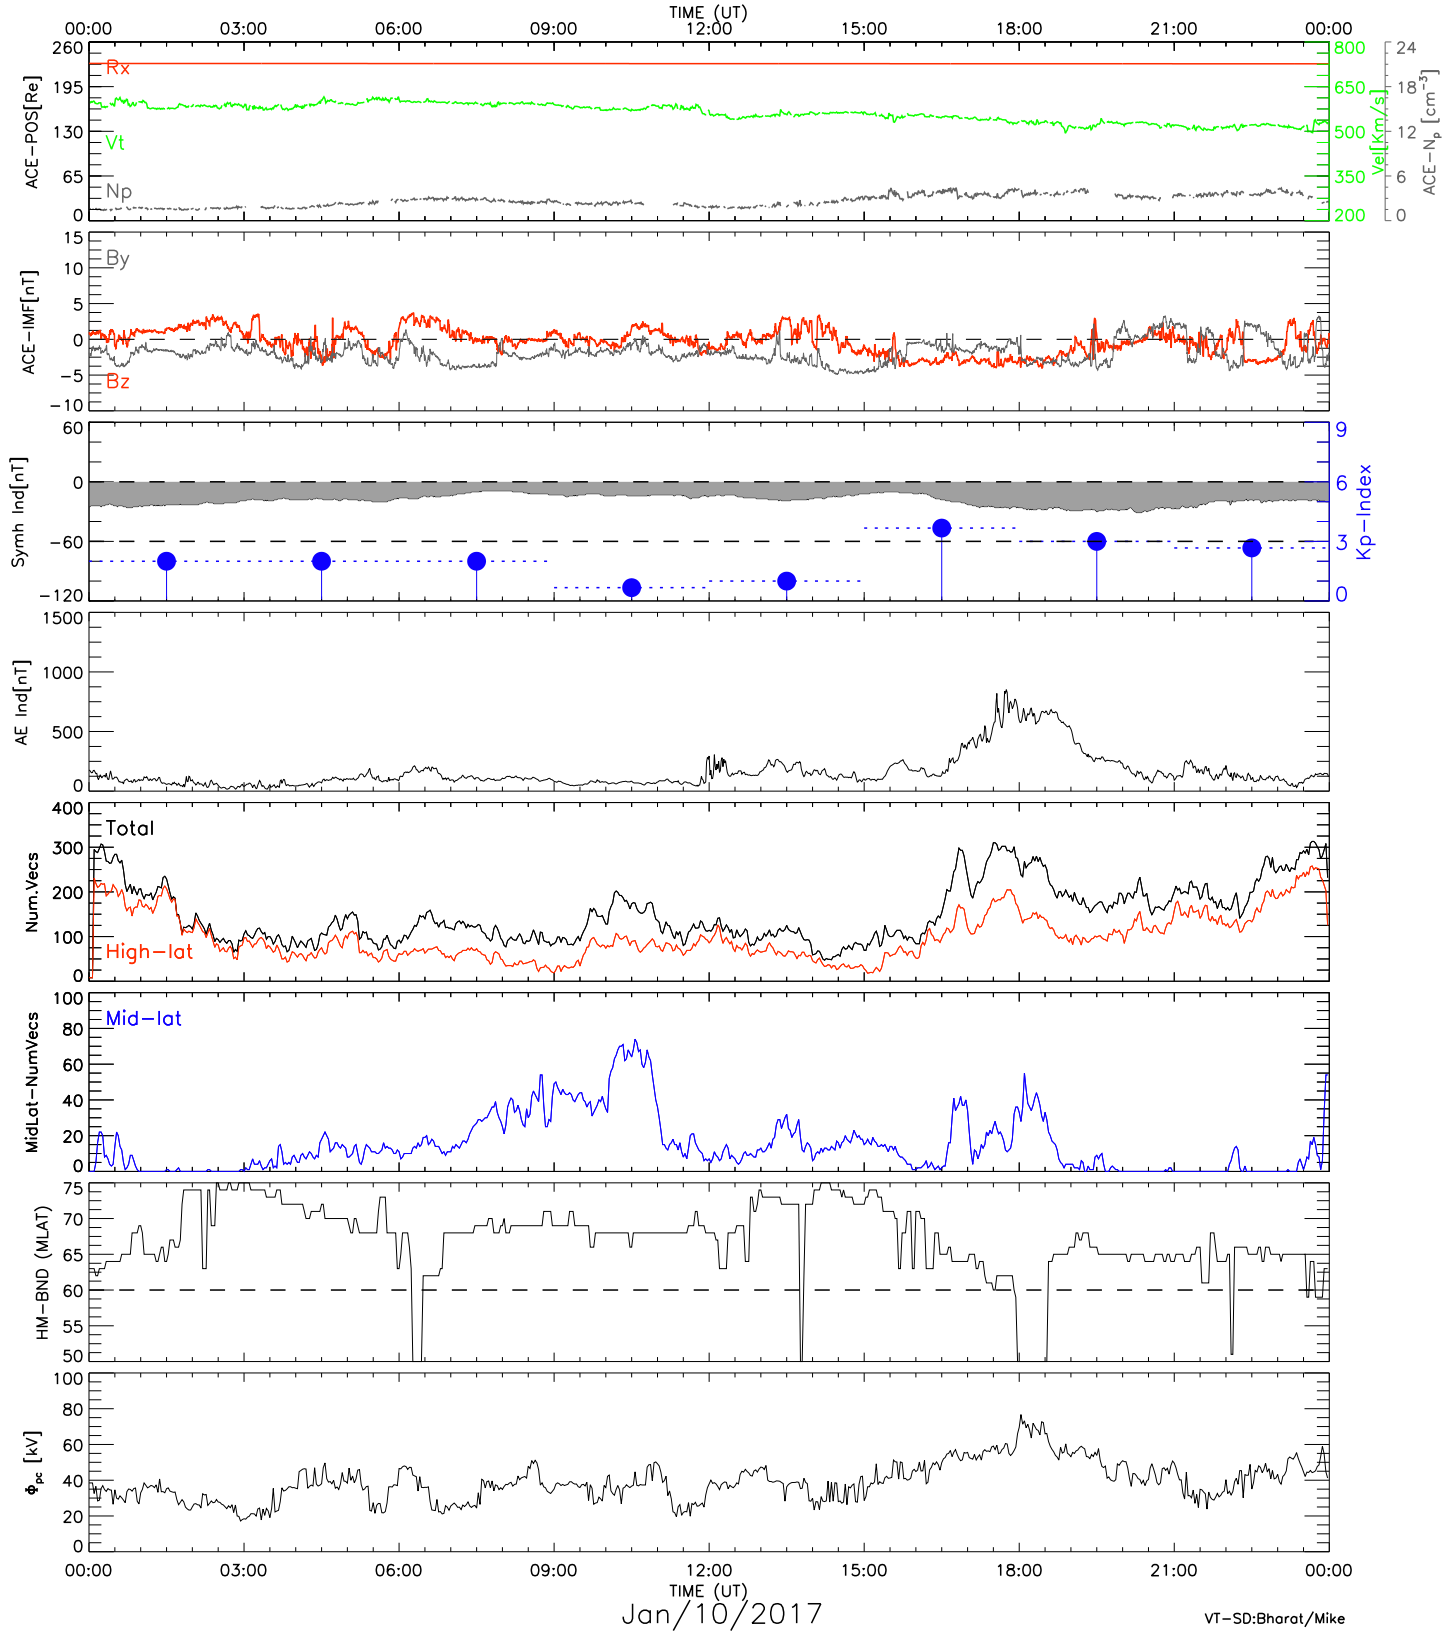 TIME (UT)
00:00 03:00 06:00 09:00 12:00 15:00 18:00 21:00 00:00
ACE-POS[Re]
260
195
130
65
0
Rx
Vt
Np
800
650
500
350
200
Vel[Km/s]
24
18
12
6
0
ACE-Np [cm⁻³]
ACE-IMF[nT]
15
10
5
0
-5
-10
By
Bz
Symh Ind[nT]
60
0
-60
-120
9
6
3
0
Kp-Index
AE Ind[nT]
1500
1000
500
0
Num.Vecs
400
300
200
100
0
Total
High-lat
MidLat-NumVecs
100
80
60
40
20
0
Mid-lat
HM-BND (MLAT)
75
70
65
60
55
50
Φpc [kV]
100
80
60
40
20
0
00:00 03:00 06:00 09:00 12:00 15:00 18:00 21:00 00:00
TIME (UT)
Jan/10/2017
VT-SD:Bharat/Mike